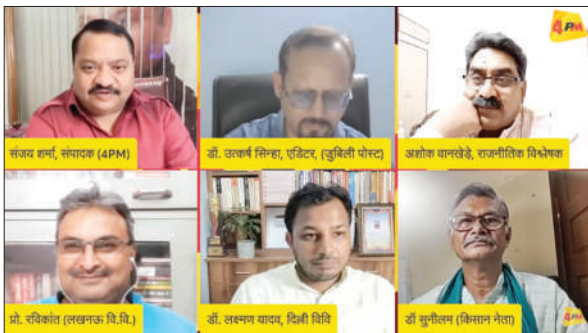 4PM
संजय शर्मा, संपादक (4PM)
डॉ. उत्कर्ष सिन्हा, एडिटर, (जुबिली पोस्ट)
अशोक वानखेड़े, राजनीतिक विश्लेषक
प्रो. रविकांत (लखनऊ वि.वि.)
डॉ. लक्ष्मण यादव, दिल्ली विवि
डॉ सुनीलम (किसान नेता)
4PM